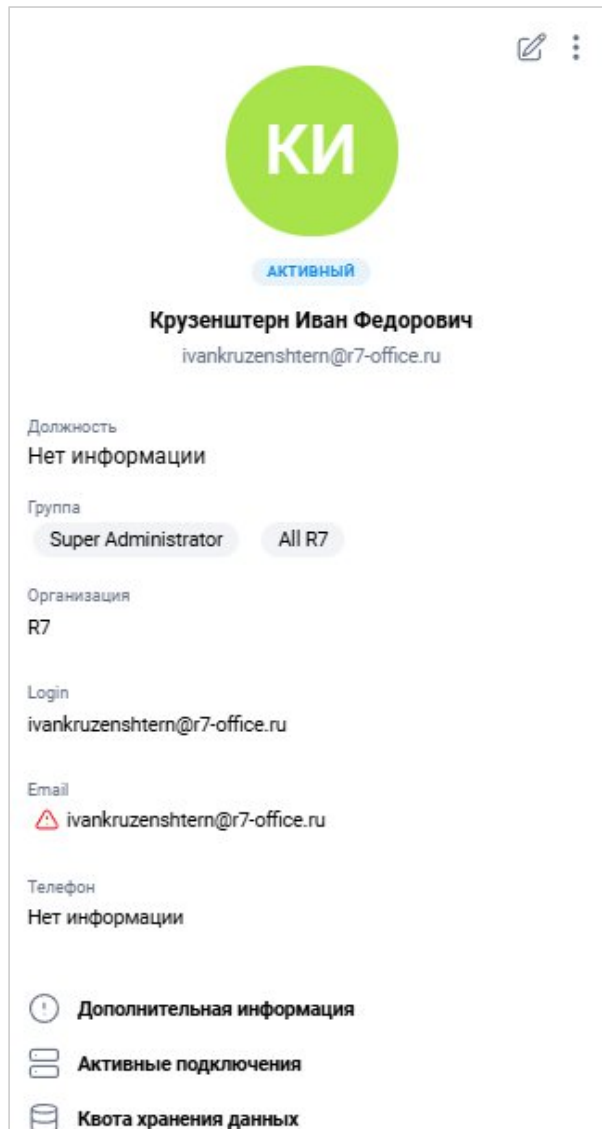 КИ
АКТИВНЫЙ
Крузенштерн Иван Федорович
ivankruzenshtern@r7-office.ru
Должность
Нет информации
Группа
Super Administrator All R7
Организация
R7
Login
ivankruzenshtern@r7-office.ru
Email
ivankruzenshtern@r7-office.ru
Телефон
Нет информации
Дополнительная информация
Активные подключения
Квота хранения данных